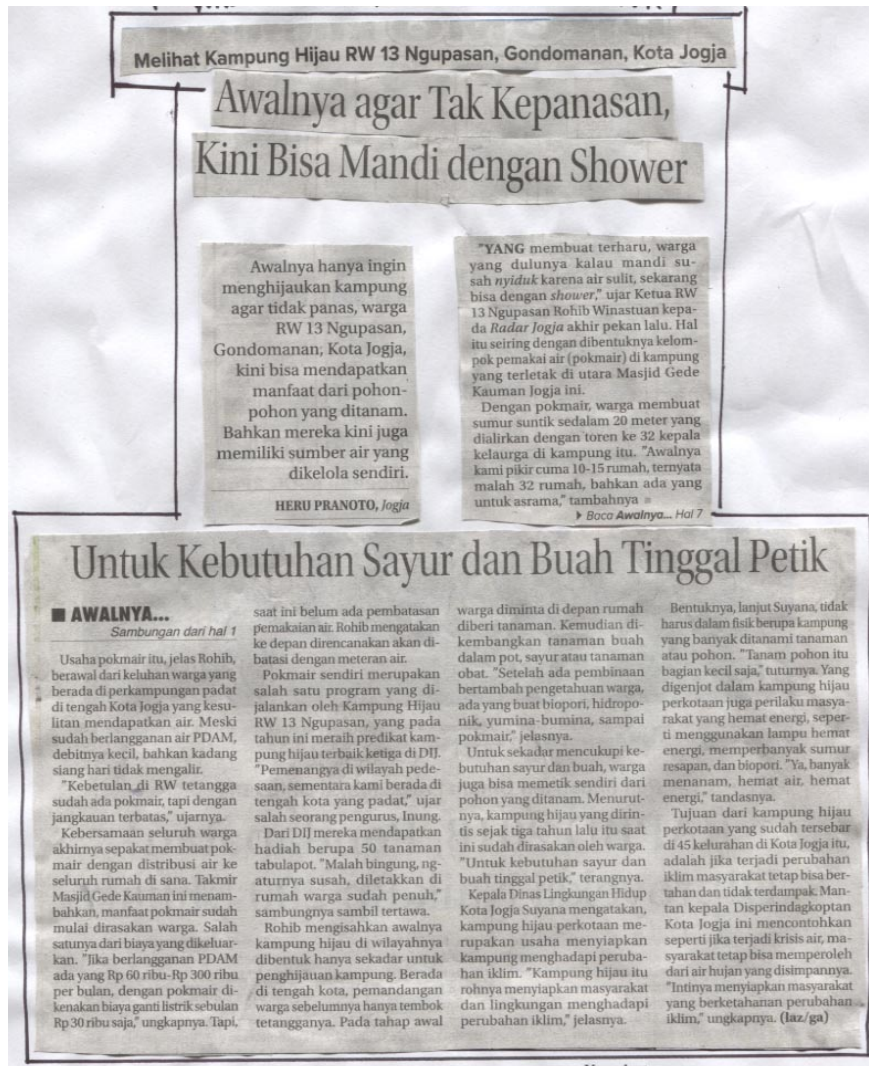 Melihat Kampung Hijau RW 13 Ngupasan, Gondomanan, Kota Jogja
Awalnya agar Tak Kepanasan,
Kini Bisa Mandi dengan Shower
Awalnya hanya ingin
menghijaukan kampung
agar tidak panas, warga
RW 13 Ngupasan,
Gondomanan, Kota Jogja,
kini bisa mendapatkan
manfaat dari pohon-
pohon yang ditanam.
Bahkan mereka kini juga
memiliki sumber air yang
dikelola sendiri.
HERU PRANOTO, Jogja
"YANG membuat terharu, warga
yang dulunya kalau mandi su-
sah nyiduk karena air sulit, sekarang
bisa dengan shower," ujar Ketua RW
13 Ngupasan Rohib Winastuan kepa-
da Radar Jogja akhir pekan lalu. Hal
itu seiring dengan dibentuknya kelom-
pok pemakai air (pokmair) di kampung
yang terletak di utara Masjid Gede
Kauman Jogja ini.
Dengan pokmair, warga membuat
sumur suntik sedalam 20 meter yang
dialirkan dengan toren ke 32 kepala
kelaurga di kampung itu. "Awalnya
kami pikir cuma 10-15 rumah, ternyata
malah 32 rumah, bahkan ada yang
untuk asrama," tambahnya
Baca Awalnya... Hal 7
Untuk Kebutuhan Sayur dan Buah Tinggal Petik
AWALNYA...
Sambungan dari hal 1
Usaha pokmair itu, jelas Rohib,
berawal dari keluhan warga yang
berada di perkampungan padat
di tengah Kota Jogja yang kesu-
litan mendapatkan air. Meski
sudah berlangganan air PDAM,
debitnya kecil, bahkan kadang
siang hari tidak mengalir.
"Kebetulan di RW tetangga
sudah ada pokmair, tapi dengan
jangkauan terbatas," ujarnya.
Kebersamaan seluruh warga
akhirnya sepakat membuat pok-
mair dengan distribusi air ke
seluruh rumah di sana. Takmir
Masjid Gede Kauman ini menam-
bahkan, manfaat pokmair sudah
mulai dirasakan warga. Salah
satunya dari biaya yang dikeluar-
kan. "Jika berlangganan PDAM
ada yang Rp 60 ribu-Rp 300 ribu
per bulan, dengan pokmair di-
kenakan biaya ganti listrik sebulan
Rp 30 ribu saja," ungkapnya. Tapi,
saat ini belum ada pembatasan
pemakaian air. Rohib mengatakan
ke depan direncanakan akan di-
batasi dengan meteran air.
Pokmair sendiri merupakan
salah satu program yang di-
jalankan oleh Kampung Hijau
RW 13 Ngupasan, yang pada
tahun ini meraih predikat kam-
pung hijau terbaik ketiga di DIJ.
"Pemenangya di wilayah pede-
saan, sementara kami berada di
tengah kota yang padat," ujar
salah seorang pengurus, Inung.
Dari DIJ mereka mendapatkan
hadiah berupa 50 tanaman
tabulapot. "Malah bingung, ng-
aturnya susah, diletakkan di
rumah warga sudah penuh,"
sambungnya sambil tertawa.
Rohib mengisahkan awalnya
kampung hijau di wilayahnya
dibentuk hanya sekadar untuk
penghijauan kampung. Berada
di tengah kota, pemandangan
warga sebelumnya hanya tembok
tetangganya. Pada tahap awal
warga diminta di depan rumah
diberi tanaman. Kemudian di-
kembangkan tanaman buah
dalam pot, sayur atau tanaman
obat. "Setelah ada pembinaan
bertambah pengetahuan warga,
ada yang buat biopori, hidropo-
nik, yumina-bumina, sampai
pokmair," jelasnya.
Untuk sekadar mencukupi ke-
butuhan sayur dan buah, warga
juga bisa memetik sendiri dari
pohon yang ditanam. Menurut-
nya, kampung hijau yang dirin-
tis sejak tiga tahun lalu itu saat
ini sudah dirasakan oleh warga.
"Untuk kebutuhan sayur dan
buah tinggal petik," terangnya.
Kepala Dinas Lingkungan Hidup
Kota Jogja Suyana mengatakan,
kampung hijau perkotaan me-
rupakan usaha menyiapkan
kampung menghadapi peruba-
han iklim. "Kampung hijau itu
rohnya menyiapkan masyarakat
dan lingkungan menghadapi
perubahan iklim," jelasnya.
Bentuknya, lanjut Suyana, tidak
harus dalam fisik berupa kampung
yang banyak ditanami tanaman
atau pohon. "Tanam pohon itu
bagian kecil saja," tuturnya. Yang
digenjot dalam kampung hijau
perkotaan juga perilaku masya-
rakat yang hemat energi, seper-
ti menggunakan lampu hemat
energi, memperbanyak sumur
resapan, dan biopori. "Ya, banyak
menanam, hemat air, hemat
energi," tandasnya.
Tujuan dari kampung hijau
perkotaan yang sudah tersebar
di 45 kelurahan di Kota Jogja itu,
adalah jika terjadi perubahan
iklim masyarakat tetap bisa ber-
tahan dan tidak terdampak. Man-
tan kepala Disperindagkoptan
Kota Jogja ini mencontohkan
seperti jika terjadi krisis air, ma-
syarakat tetap bisa memperoleh
dari air hujan yang disimpannya.
"Intinya menyiapkan masyarakat
yang berketahanan perubahan
iklim," ungkapnya. (laz/ga)